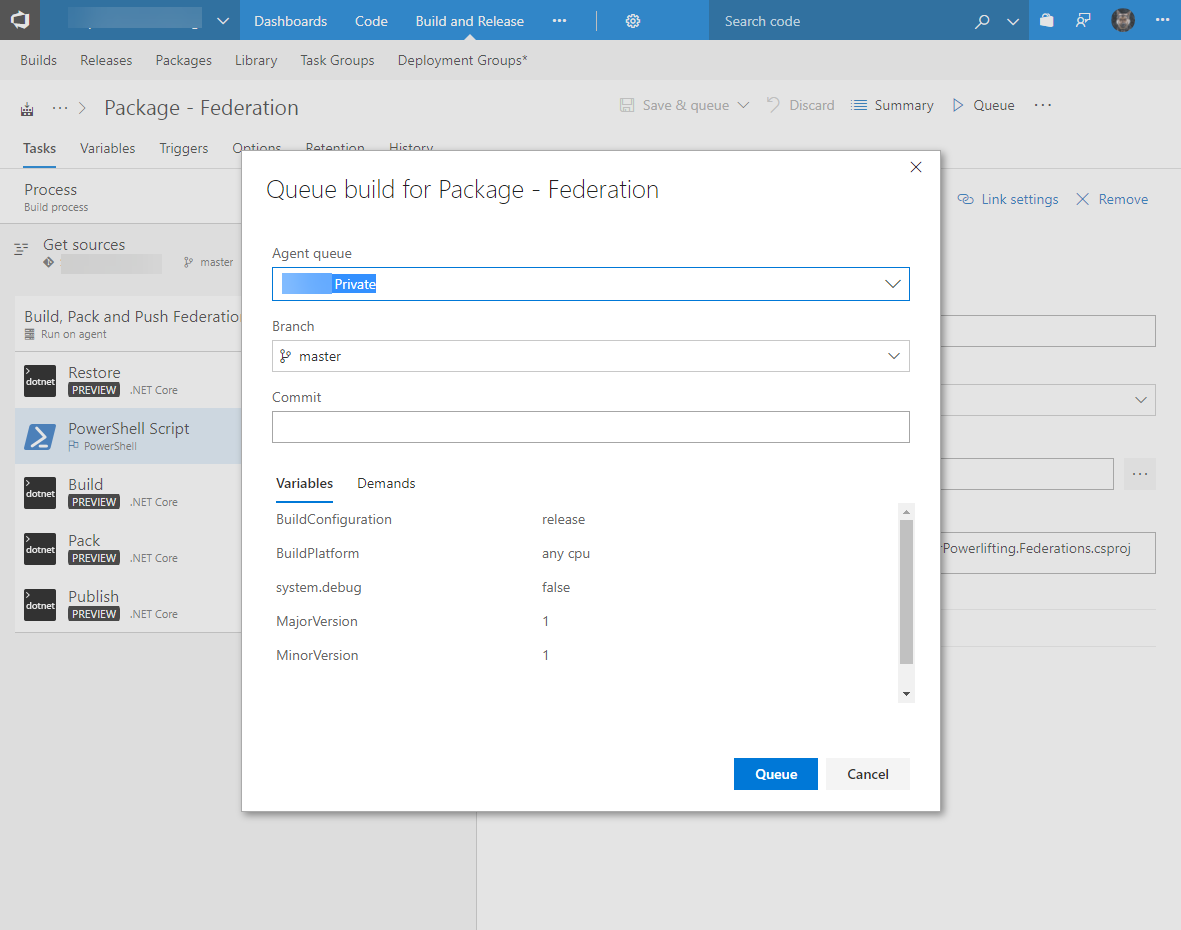 Dashboards Code Build and Release ··· Search code ···
Builds Releases Packages Library Task Groups Deployment Groups*
··· > Package - Federation Save & queue Discard Summary Queue ···
Tasks Variables Triggers Options Retention History
Process
Build process
Link settings Remove
Get sources
master
Build, Pack and Push Federatio
Run on agent
dotnet Restore
PREVIEW .NET Core
PowerShell Script
PowerShell
dotnet Build
PREVIEW .NET Core
dotnet Pack
PREVIEW .NET Core
dotnet Publish
PREVIEW .NET Core
Queue build for Package - Federation
Agent queue
Private
Branch
master
Commit
Variables Demands
BuildConfiguration release
BuildPlatform any cpu
system.debug false
MajorVersion 1
MinorVersion 1
Queue Cancel
···
Powerlifting.Federations.csproj